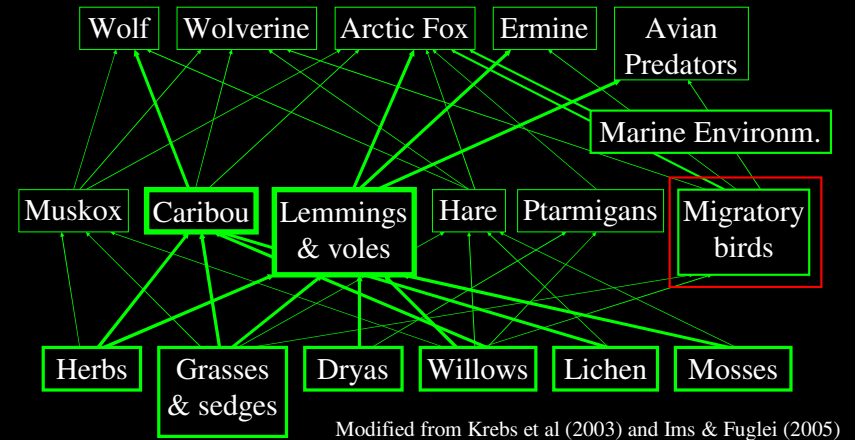 Wolf
Wolverine
Arctic Fox
Ermine
Avian
Predators
Marine Environm.
Muskox
Caribou
Lemmings
& voles
Hare
Ptarmigans
Migratory
birds
Herbs
Grasses
& sedges
Dryas
Willows
Lichen
Mosses
Modified from Krebs et al (2003) and Ims & Fuglei (2005)